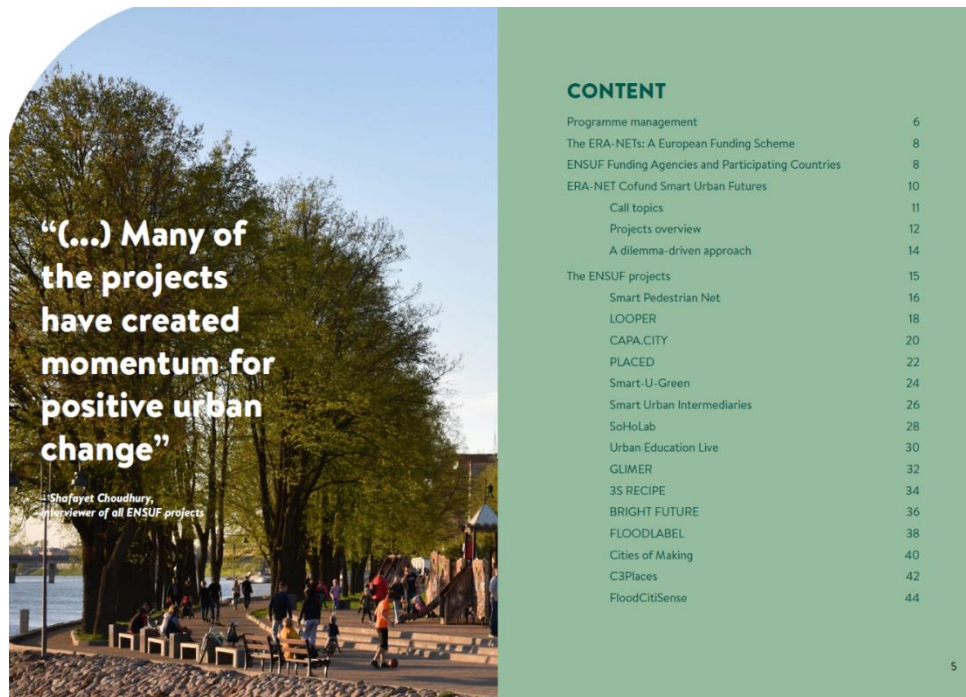 “(...) Many of
the projects
have created
momentum for
positive urban
change”
– Shafayet Choudhury,
interviewer of all ENSUF projects
CONTENT
Programme management 6
The ERA-NETs: A European Funding Scheme 8
ENSUF Funding Agencies and Participating Countries 8
ERA-NET Cofund Smart Urban Futures 10
Call topics 11
Projects overview 12
A dilemma-driven approach 14
The ENSUF projects 15
Smart Pedestrian Net 16
LOOPER 18
CAPA.CITY 20
PLACED 22
Smart-U-Green 24
Smart Urban Intermediaries 26
SoHoLab 28
Urban Education Live 30
GLIMER 32
3S RECIPE 34
BRIGHT FUTURE 36
FLOODLABEL 38
Cities of Making 40
C3Places 42
FloodCitiSense 44
5